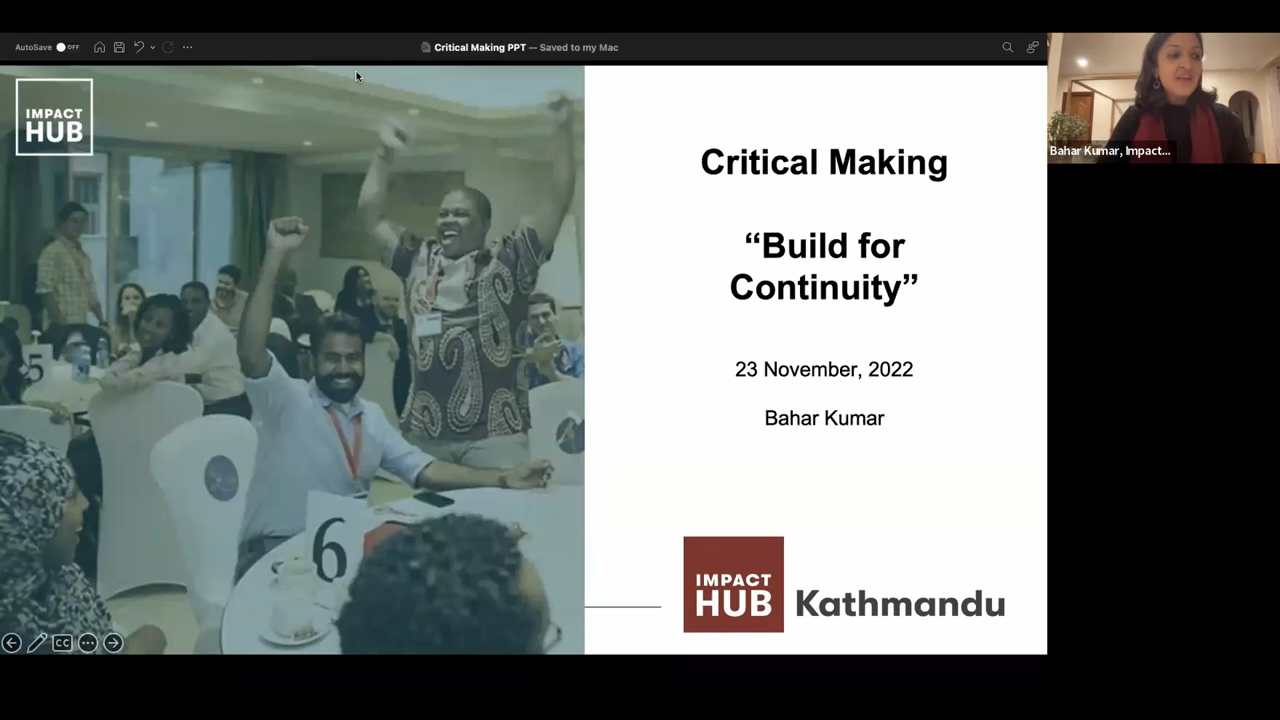 AutoSave OFF
Critical Making PPT — Saved to my Mac
IMPACT
HUB
5
6
CC
Critical Making
“Build for
Continuity”
23 November, 2022
Bahar Kumar
IMPACT
HUB
Kathmandu
Bahar Kumar, Impact...